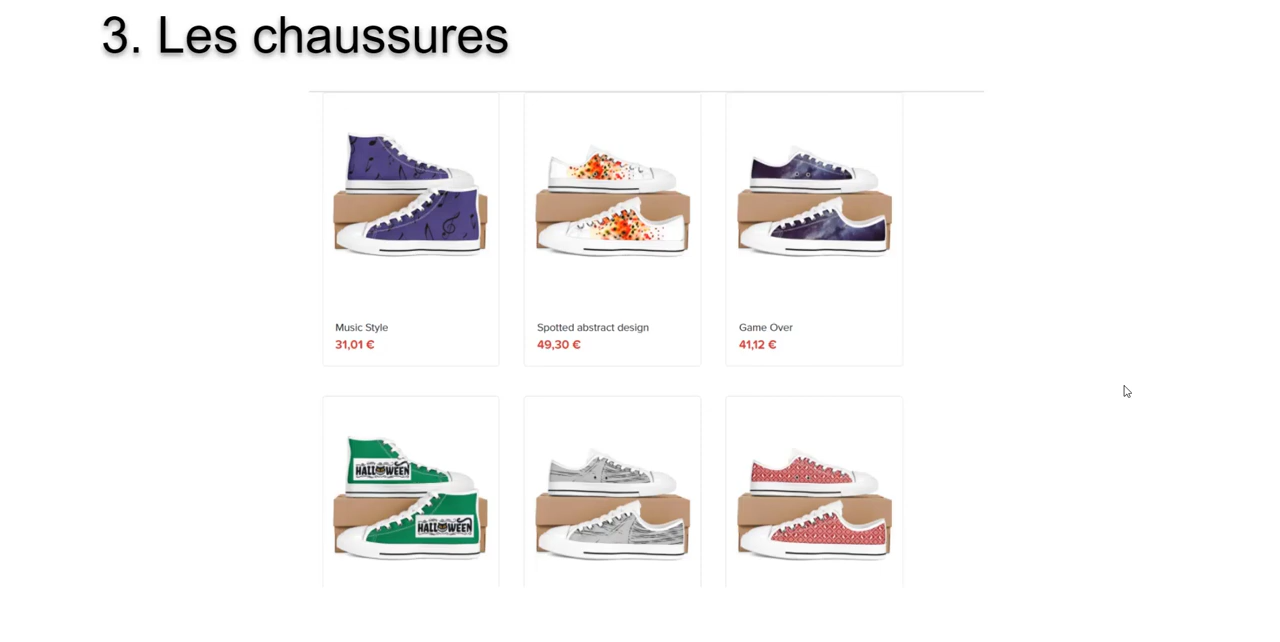 3. Les chaussures
Music Style
31,01 €
Spotted abstract design
49,30 €
Game Over
41,12 €
HALLOWEEN
HALLOWEEN